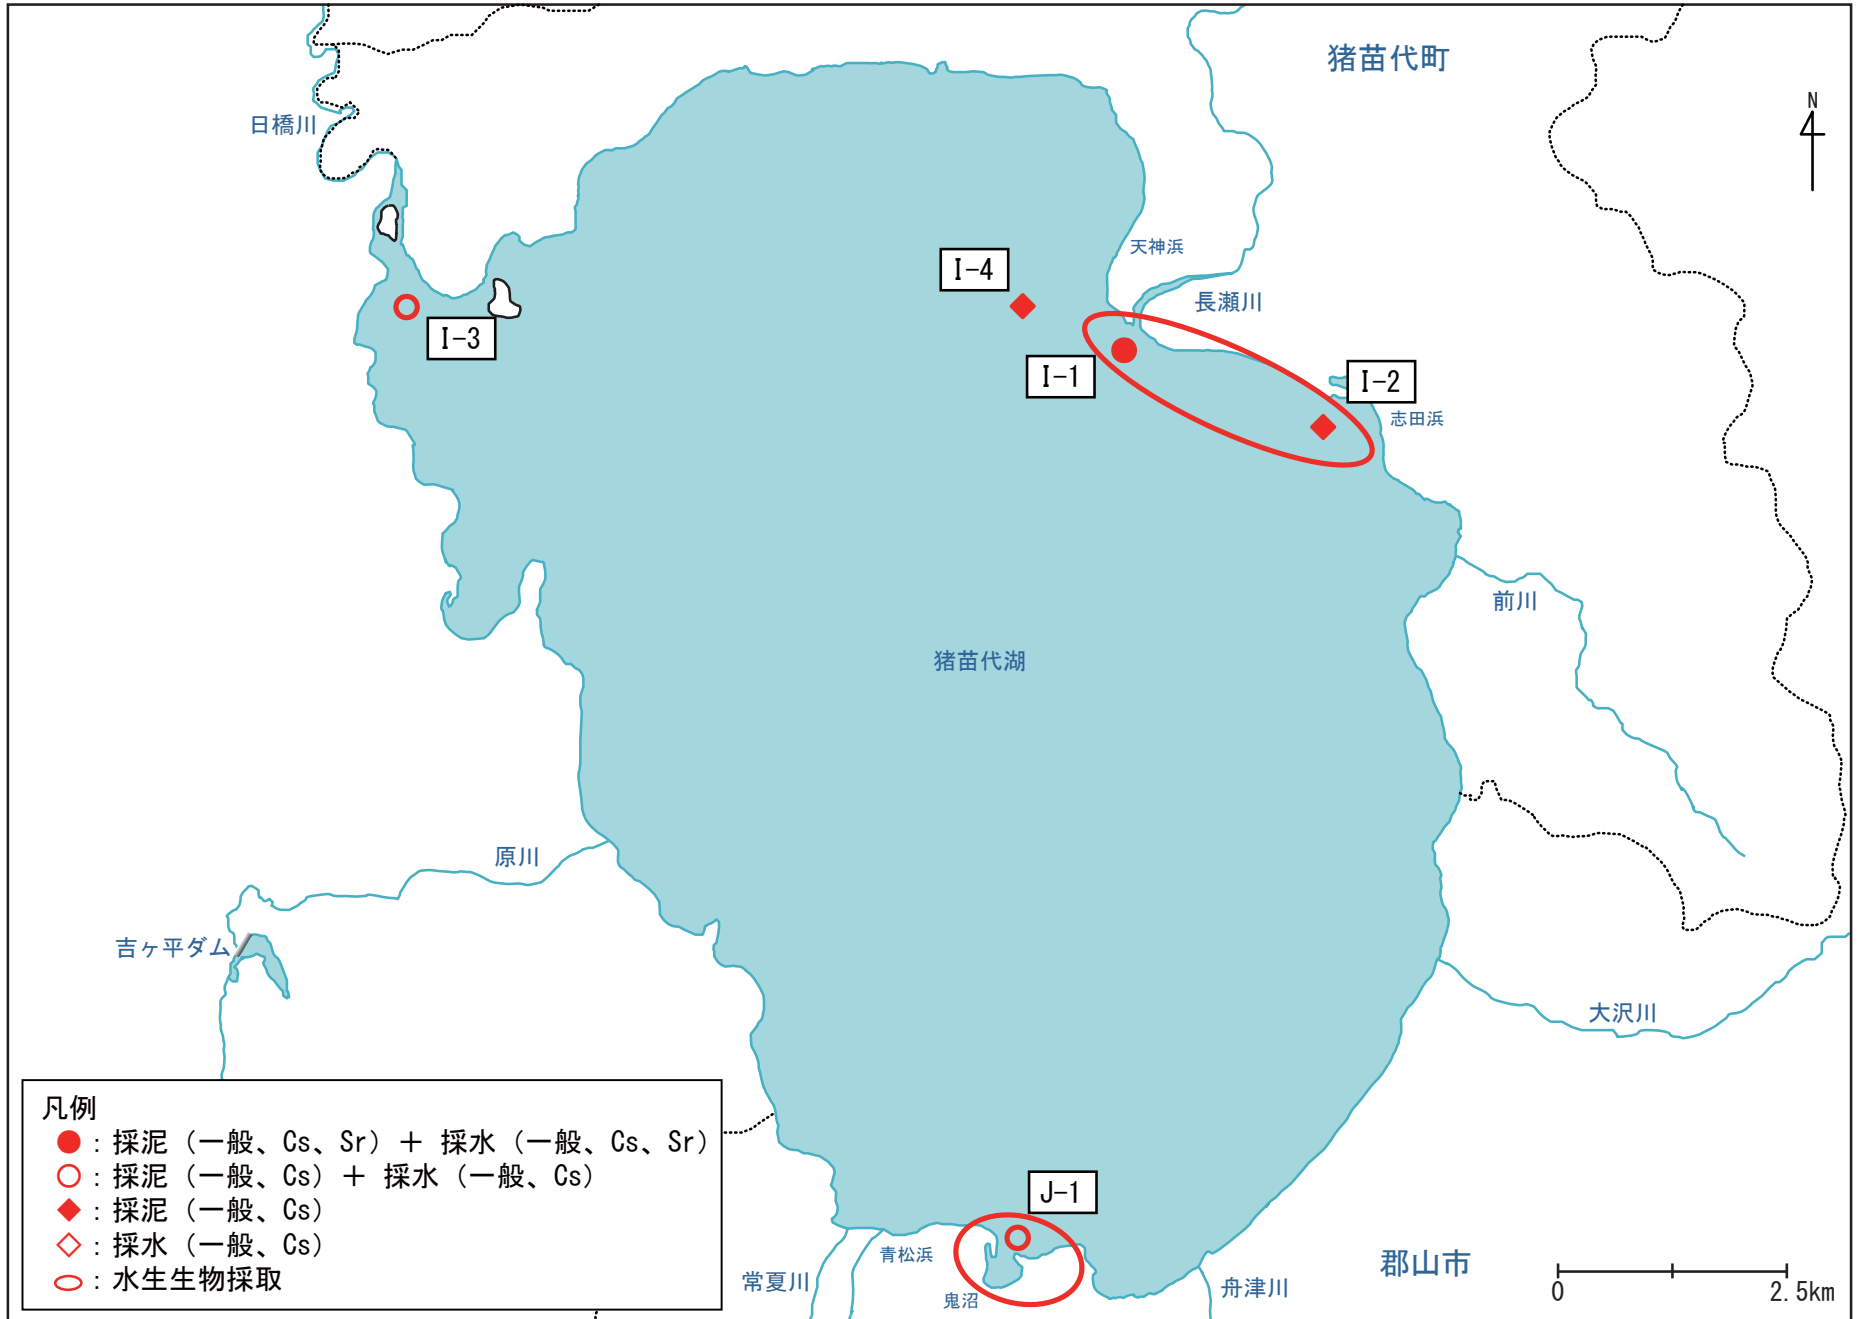 猪苗代町
N
日橋川
天神浜
I-4
長瀬川
I-3
I-1
I-2
志田浜
前川
猪苗代湖
原川
吉ヶ平ダム
大沢川
凡例
：採泥（一般、Cs、Sr）＋ 採水（一般、Cs、Sr）
：採泥（一般、Cs）＋ 採水（一般、Cs）
：採泥（一般、Cs）
：採水（一般、Cs）
：水生生物採取
J-1
青松浜
常夏川
鬼沼
舟津川
郡山市
0
2.5km